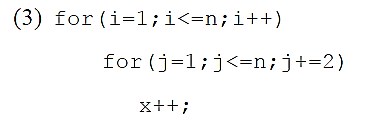 (3) for(i=1;i<=n;i++)
for(j=1;j<=n;j+=2)
x++;